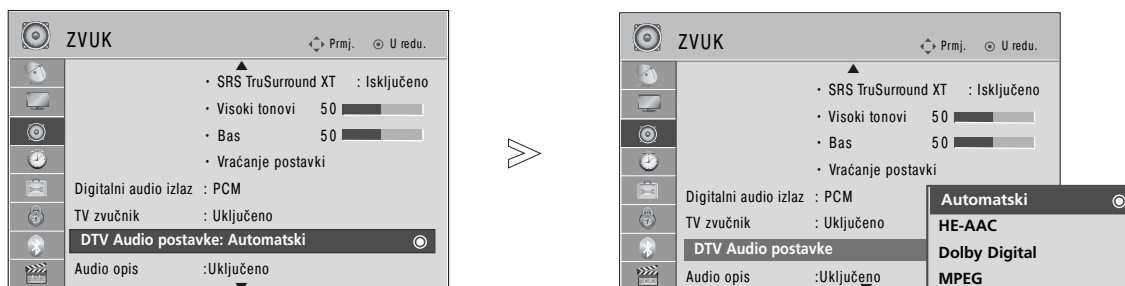 ZVUK
Prmj.
U redu.
• SRS TruSurround XT : Isključeno
• Visoki tonovi 50
• Bas 50
• Vraćanje postavki
Digitalni audio izlaz : PCM
TV zvučnik : Uključeno
DTV Audio postavke: Automatski
Audio opis :Uključeno
ZVUK
Prmj.
U redu.
• SRS TruSurround XT : Isključeno
• Visoki tonovi 50
• Bas 50
• Vraćanje postavki
Digitalni audio izlaz : PCM
TV zvučnik : Uključeno
DTV Audio postavke
Audio opis :Uključeno
Automatski
HE-AAC
Dolby Digital
MPEG